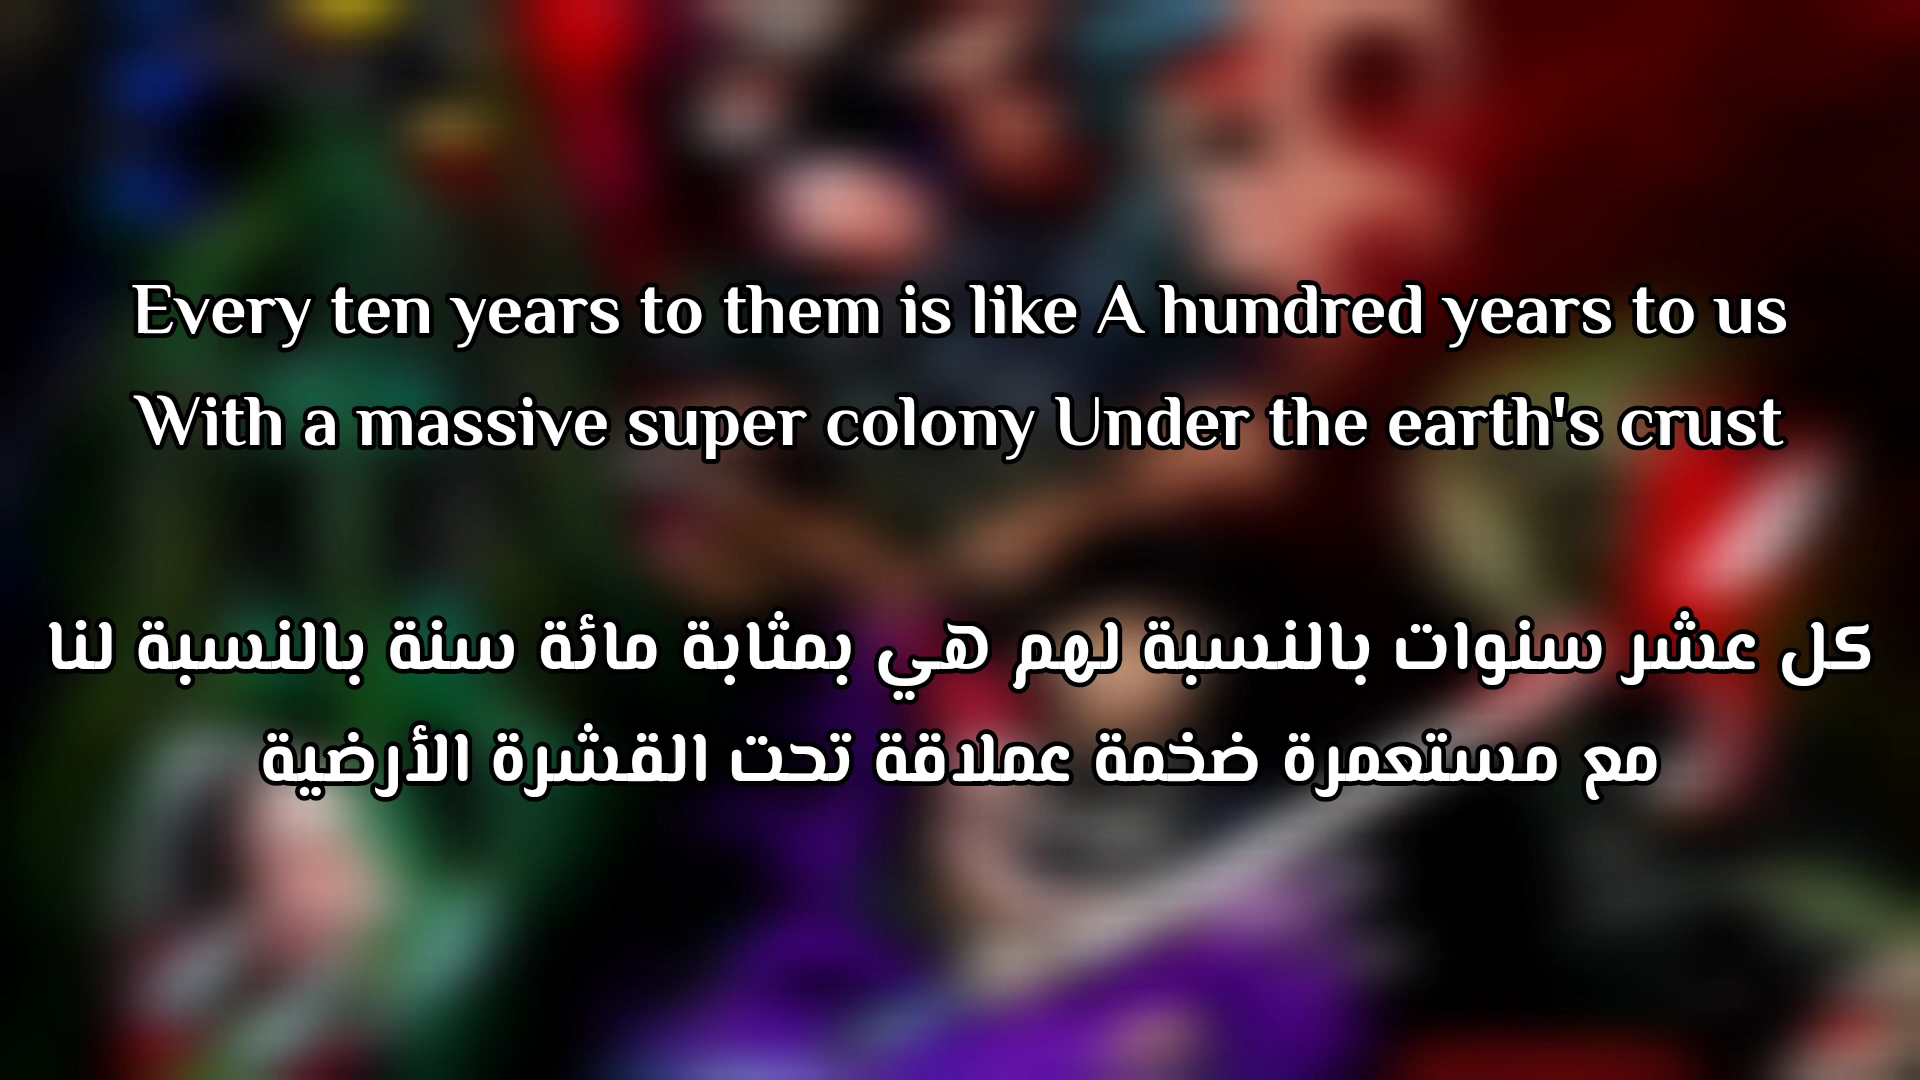 Every ten years to them is like A hundred years to us
With a massive super colony Under the earth's crust
كل عشر سنوات بالنسبة لهم هي بمثابة مائة سنة بالنسبة لنا
مع مستعمرة ضخمة عملاقة تحت القشرة الأرضية